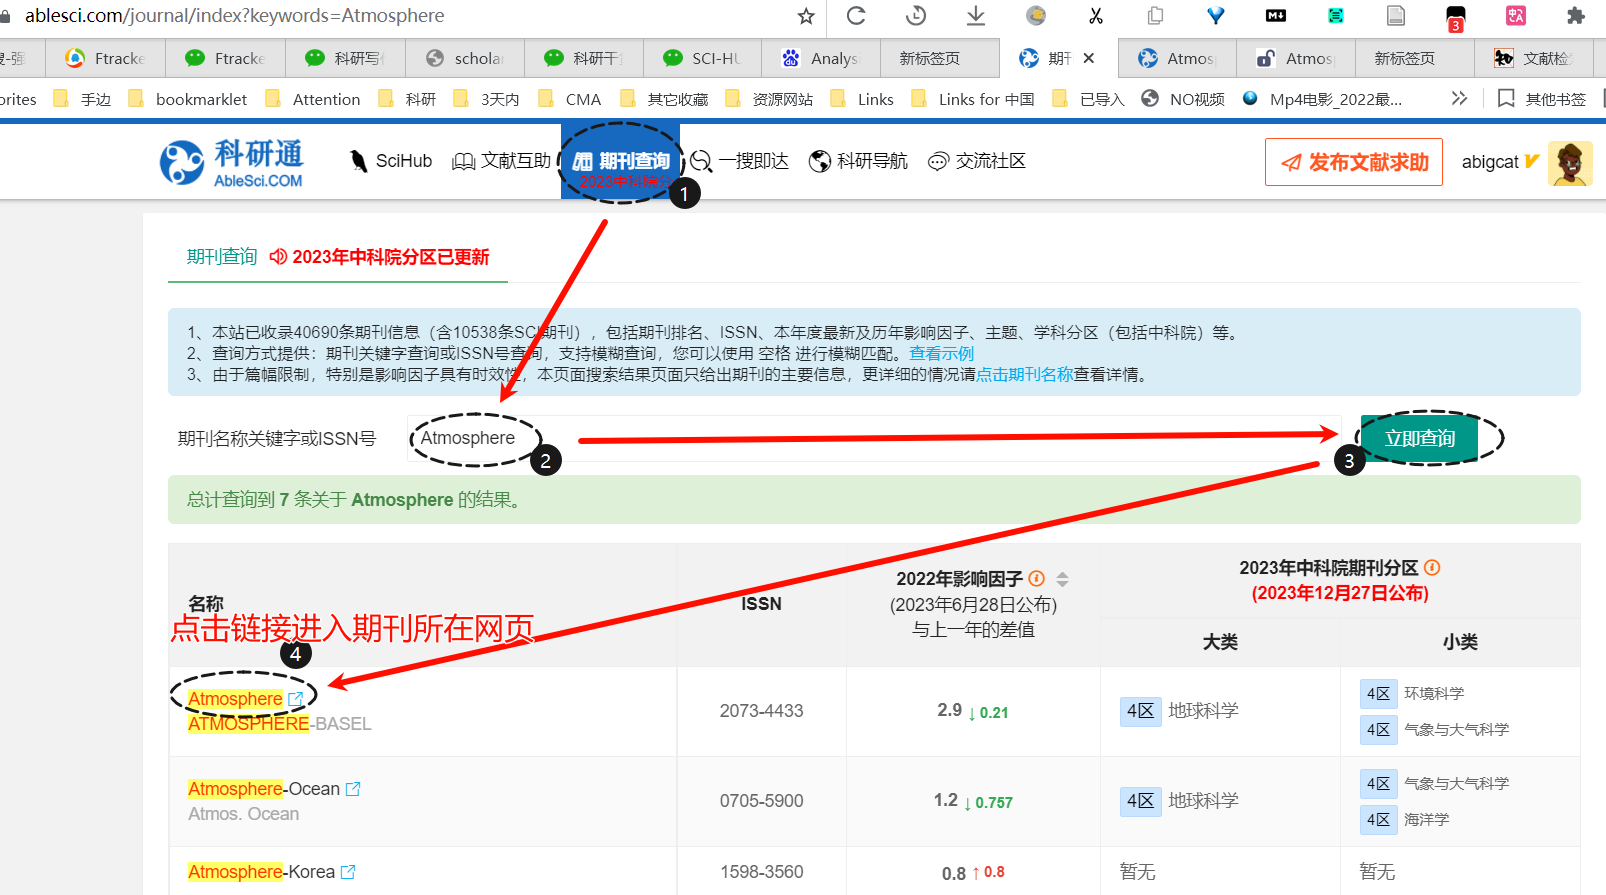 ablesci.com/journal/index?keywords=Atmosphere
3
Ftracke
Ftracke
科研写
schola
科研干
SCI-HU
Analys
新标签页
期
Atmos
Atmos
新标签页
文献检
orites
手边
bookmarklet
Attention
科研
3天内
CMA
其它收藏
资源网站
Links
Links for 中国
已导入
NO视频
Mp4电影_2022最...
其他书签
科研通
AbleSci.COM
SciHub
文献互助
期刊查询
2023中科院分
1
一搜即达
科研导航
交流社区
发布文献求助
abigcat
期刊查询
2023年中科院分区已更新
1、本站已收录40690条期刊信息（含10538条SCI期刊），包括期刊排名、ISSN、本年度最新及历年影响因子、主题、学科分区（包括中科院）等。
2、查询方式提供：期刊关键字查询或ISSN号查询，支持模糊查询，您可以使用 空格 进行模糊匹配。查看示例
3、由于篇幅限制，特别是影响因子具有时效性，本页面搜索结果页面只给出期刊的主要信息，更详细的情况请点击期刊名称查看详情。
期刊名称关键字或ISSN号
Atmosphere
2
3
立即查询
总计查询到 7 条关于 Atmosphere 的结果。
名称
ISSN
2022年影响因子
(2023年6月28日公布)
与上一年的差值
2023年中科院期刊分区
(2023年12月27日公布)
大类
小类
点击链接进入期刊所在网页
4
Atmosphere
ATMOSPHERE-BASEL
2073-4433
2.9 ↓0.21
4区 地球科学
4区 环境科学
4区 气象与大气科学
Atmosphere-Ocean
Atmos. Ocean
0705-5900
1.2 ↓0.757
4区 地球科学
4区 气象与大气科学
4区 海洋学
Atmosphere-Korea
1598-3560
0.8 ↑0.8
暂无
暂无